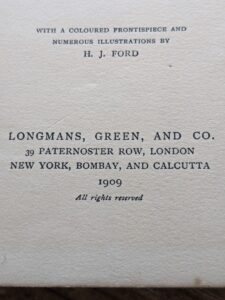 WITH A COLOURED FRONTISPIECE AND
NUMEROUS ILLUSTRATIONS BY
H. J. FORD
LONGMANS, GREEN, AND CO.
39 PATERNOSTER ROW, LONDON
NEW YORK, BOMBAY, AND CALCUTTA
1909
All rights reserved